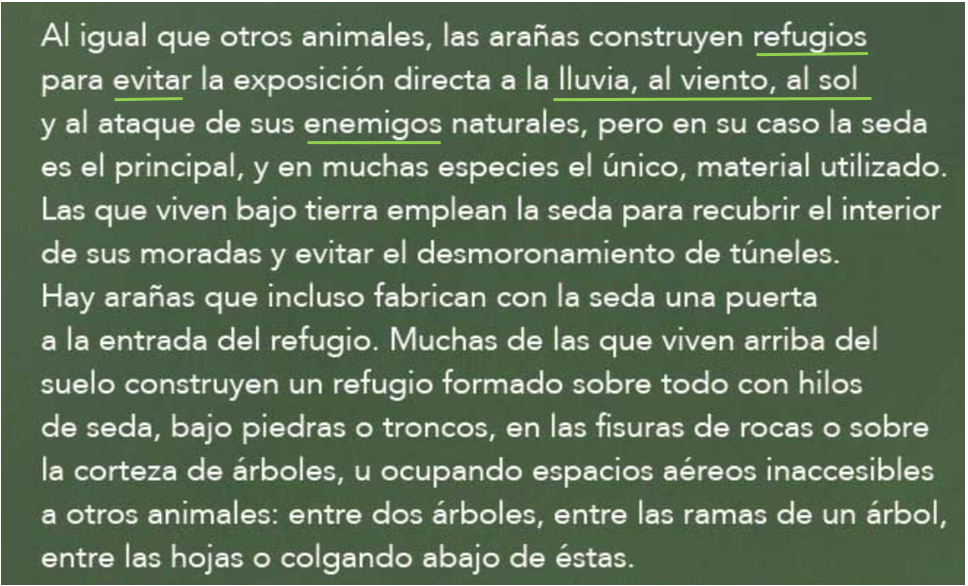 Al igual que otros animales, las arañas construyen refugios
para evitar la exposición directa a la lluvia, al viento, al sol
y al ataque de sus enemigos naturales, pero en su caso la seda
es el principal, y en muchas especies el único, material utilizado.
Las que viven bajo tierra emplean la seda para recubrir el interior
de sus moradas y evitar el desmoronamiento de túneles.
Hay arañas que incluso fabrican con la seda una puerta
a la entrada del refugio. Muchas de las que viven arriba del
suelo construyen un refugio formado sobre todo con hilos
de seda, bajo piedras o troncos, en las fisuras de rocas o sobre
la corteza de árboles, u ocupando espacios aéreos inaccesibles
a otros animales: entre dos árboles, entre las ramas de un árbol,
entre las hojas o colgando abajo de éstas.